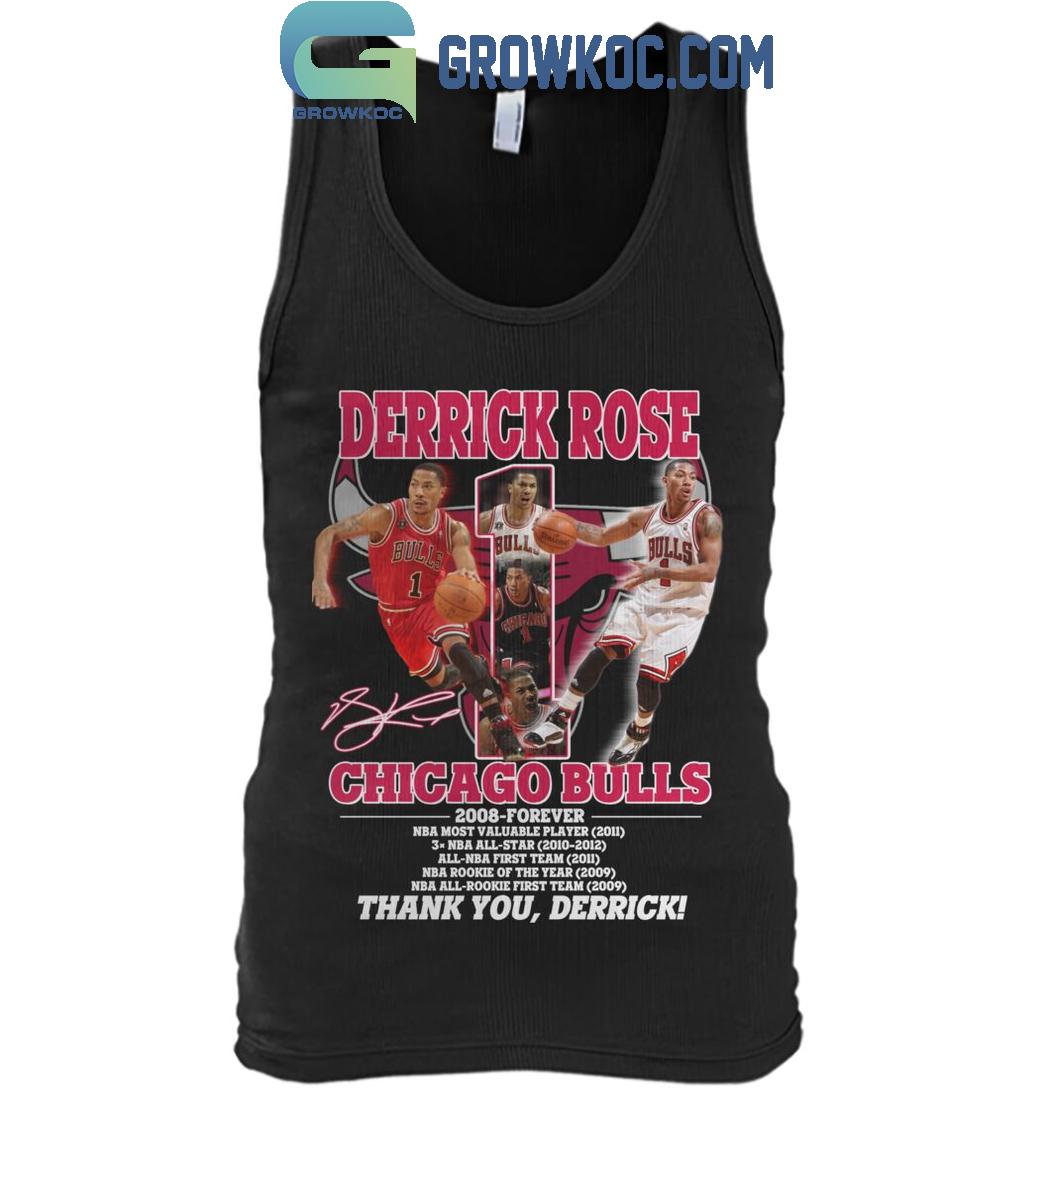 GROWKOC.COM
GROWKOC
DERRICK ROSE
BULLS
1
BULLS
CHICAGO
1
BULLS
1
CHICAGO BULLS
2008-FOREVER
NBA MOST VALUABLE PLAYER (2011)
3× NBA ALL-STAR (2010-2012)
ALL-NBA FIRST TEAM (2011)
NBA ROOKIE OF THE YEAR (2009)
NBA ALL-ROOKIE FIRST TEAM (2009)
THANK YOU, DERRICK!